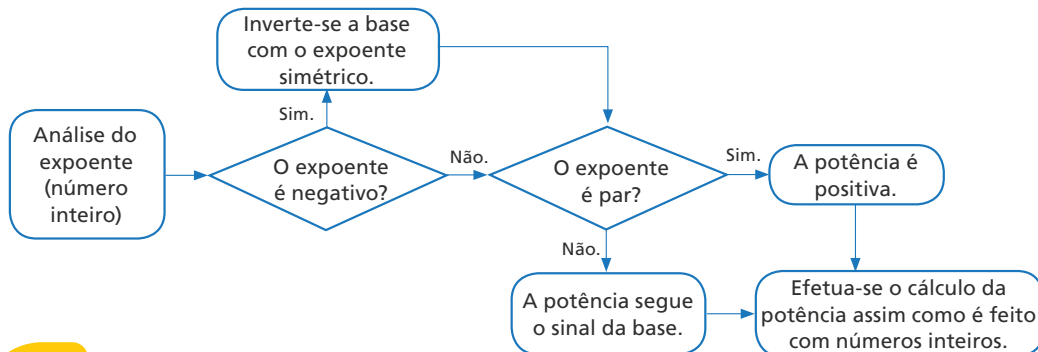 Inverte-se a base
com o expoente
simétrico.
Sim.
Análise do
expoente
(número
inteiro)
O expoente
é negativo?
Não.
O expoente
é par?
Sim.
A potência é
positiva.
Não.
A potência segue
o sinal da base.
Efetua-se o cálculo da
potência assim como é feito
com números inteiros.